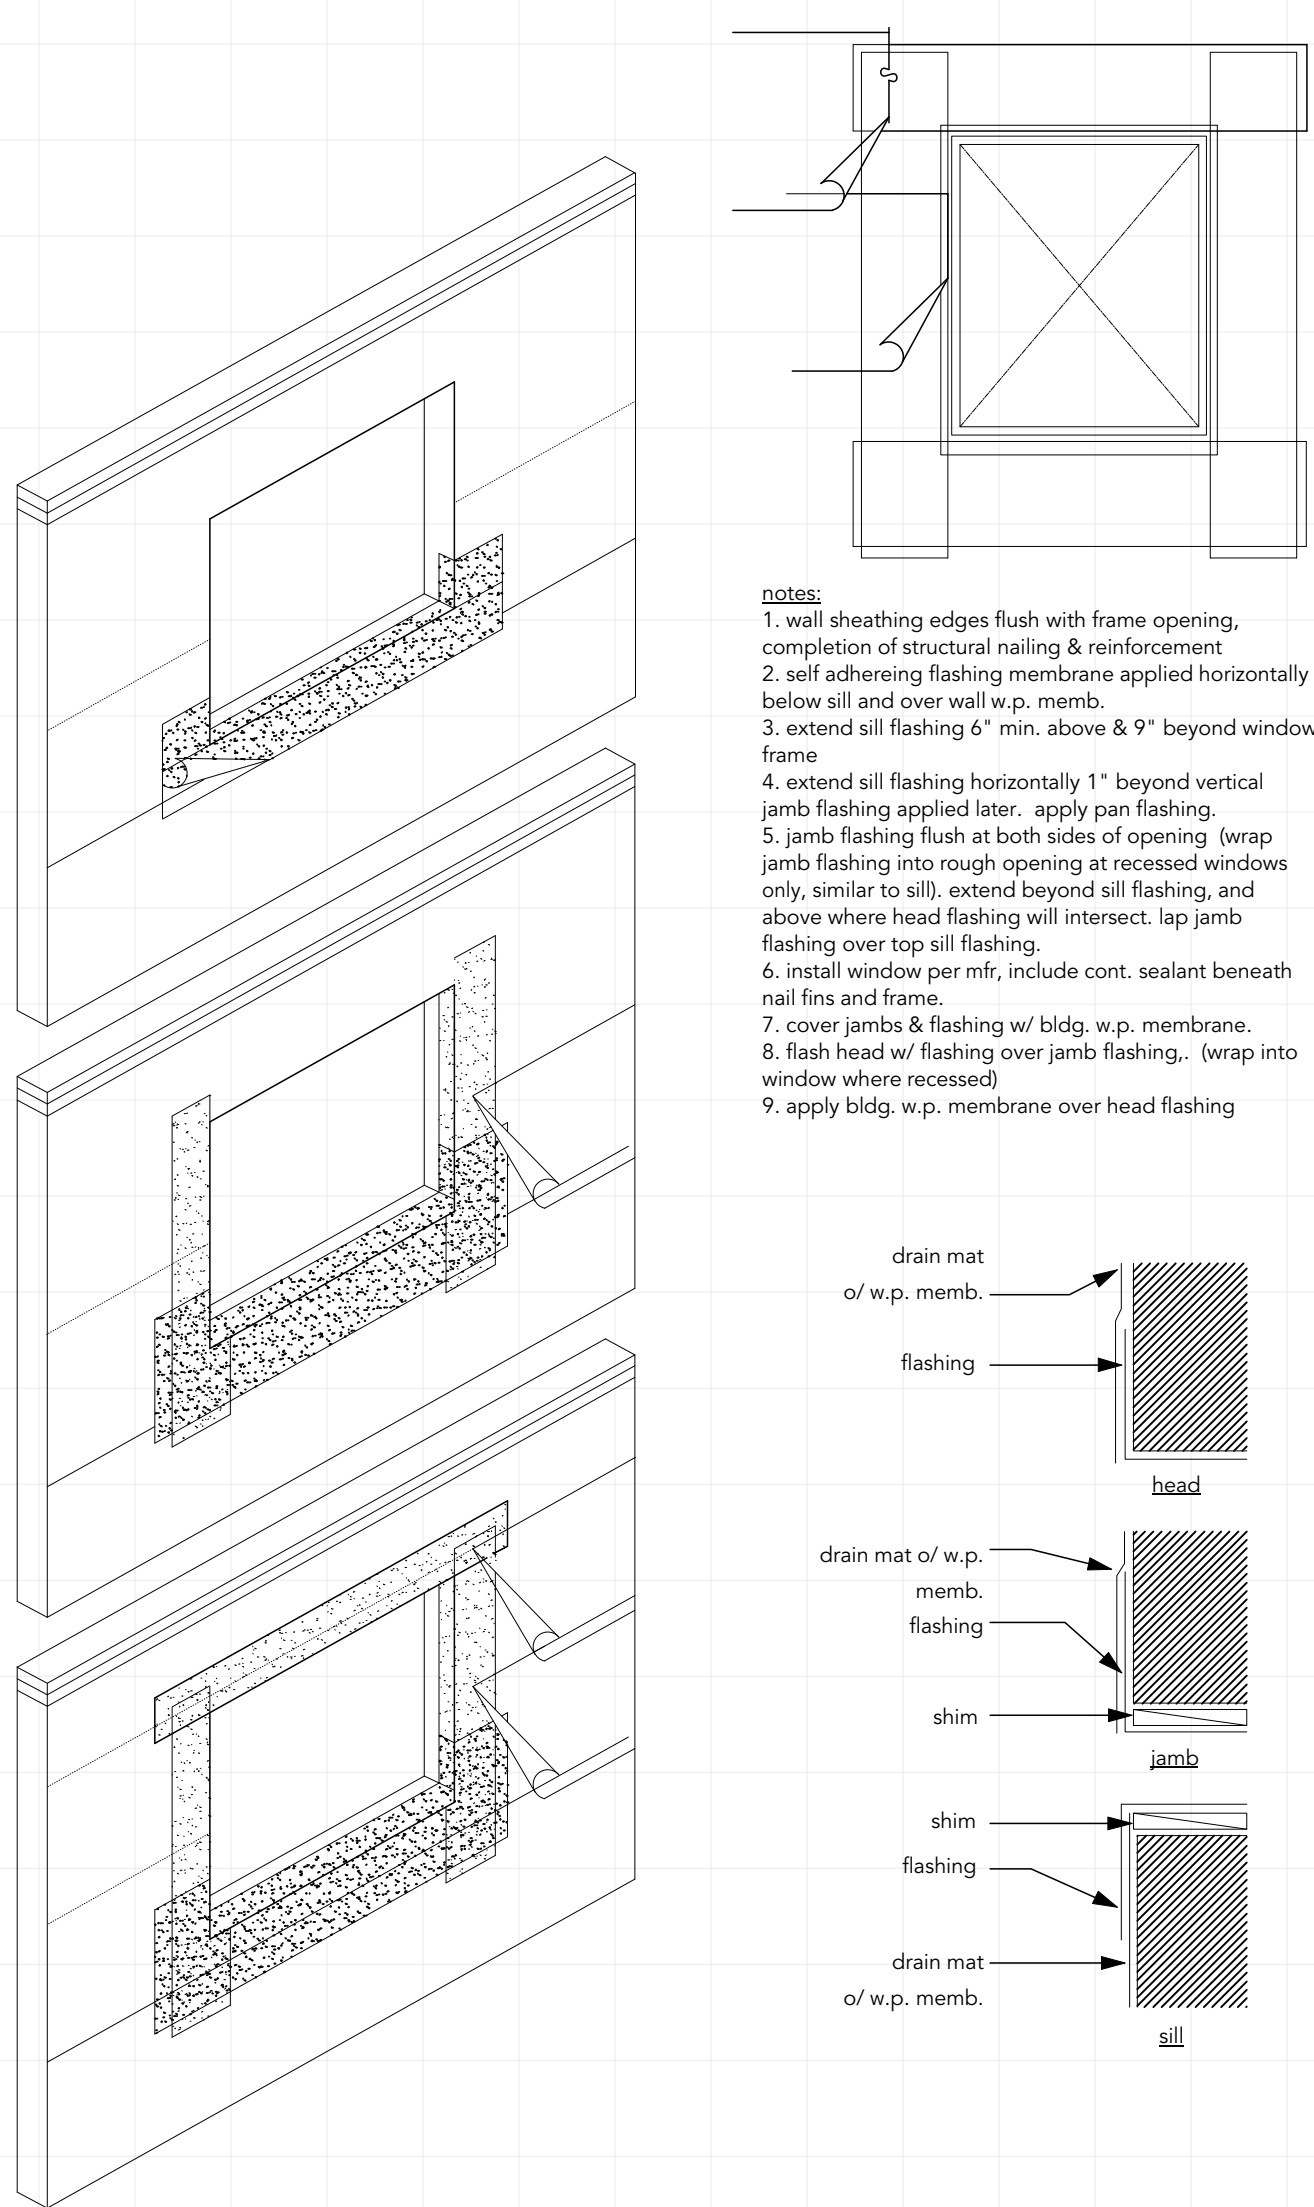 notes:
1. wall sheathing edges flush with frame opening,
completion of structural nailing & reinforcement
2. self adhereing flashing membrane applied horizontally
below sill and over wall w.p. memb.
3. extend sill flashing 6" min. above & 9" beyond window
frame
4. extend sill flashing horizontally 1" beyond vertical
jamb flashing applied later.  apply pan flashing.
5. jamb flashing flush at both sides of opening  (wrap
jamb flashing into rough opening at recessed windows
only, similar to sill). extend beyond sill flashing, and
above where head flashing will intersect. lap jamb
flashing over top sill flashing.
6. install window per mfr, include cont. sealant beneath
nail fins and frame.
7. cover jambs & flashing w/ bldg. w.p. membrane.
8. flash head w/ flashing over jamb flashing,.  (wrap into
window where recessed)
9. apply bldg. w.p. membrane over head flashing
drain mat
o/ w.p. memb.
flashing
head
drain mat o/ w.p.
memb.
flashing
shim
jamb
shim
flashing
drain mat
o/ w.p. memb.
sill